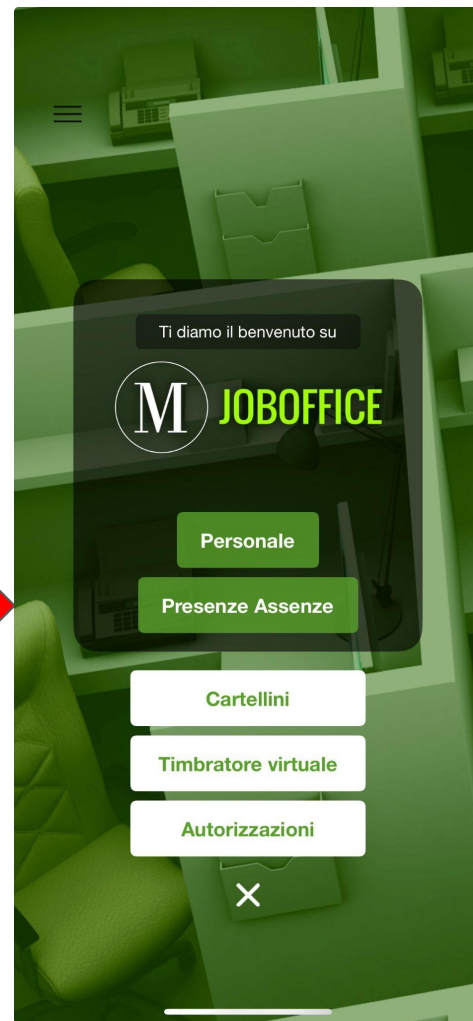 Ti diamo il benvenuto su
M JOBOFFICE
Personale
Presenze Assenze
Cartellini
Timbratore virtuale
Autorizzazioni